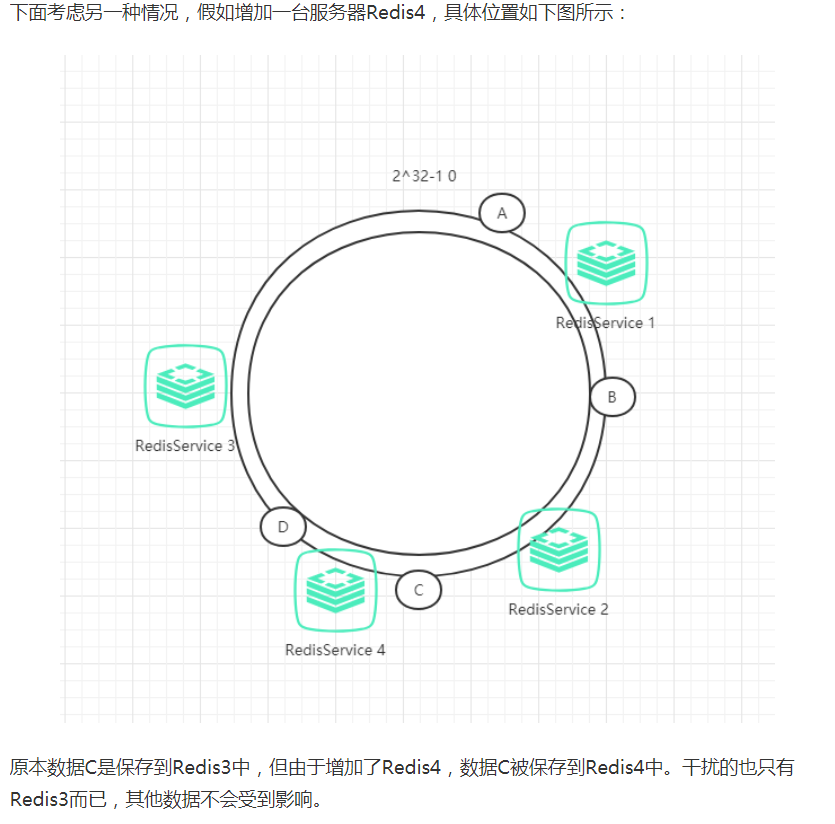 下面考虑另一种情况，假如增加一台服务器Redis4，具体位置如下图所示：
2^32-1 0
A
RedisService 1
B
RedisService 3
D
C
RedisService 2
RedisService 4
原本数据C是保存到Redis3中，但由于增加了Redis4，数据C被保存到Redis4中。干扰的也只有
Redis3而已，其他数据不会受到影响。